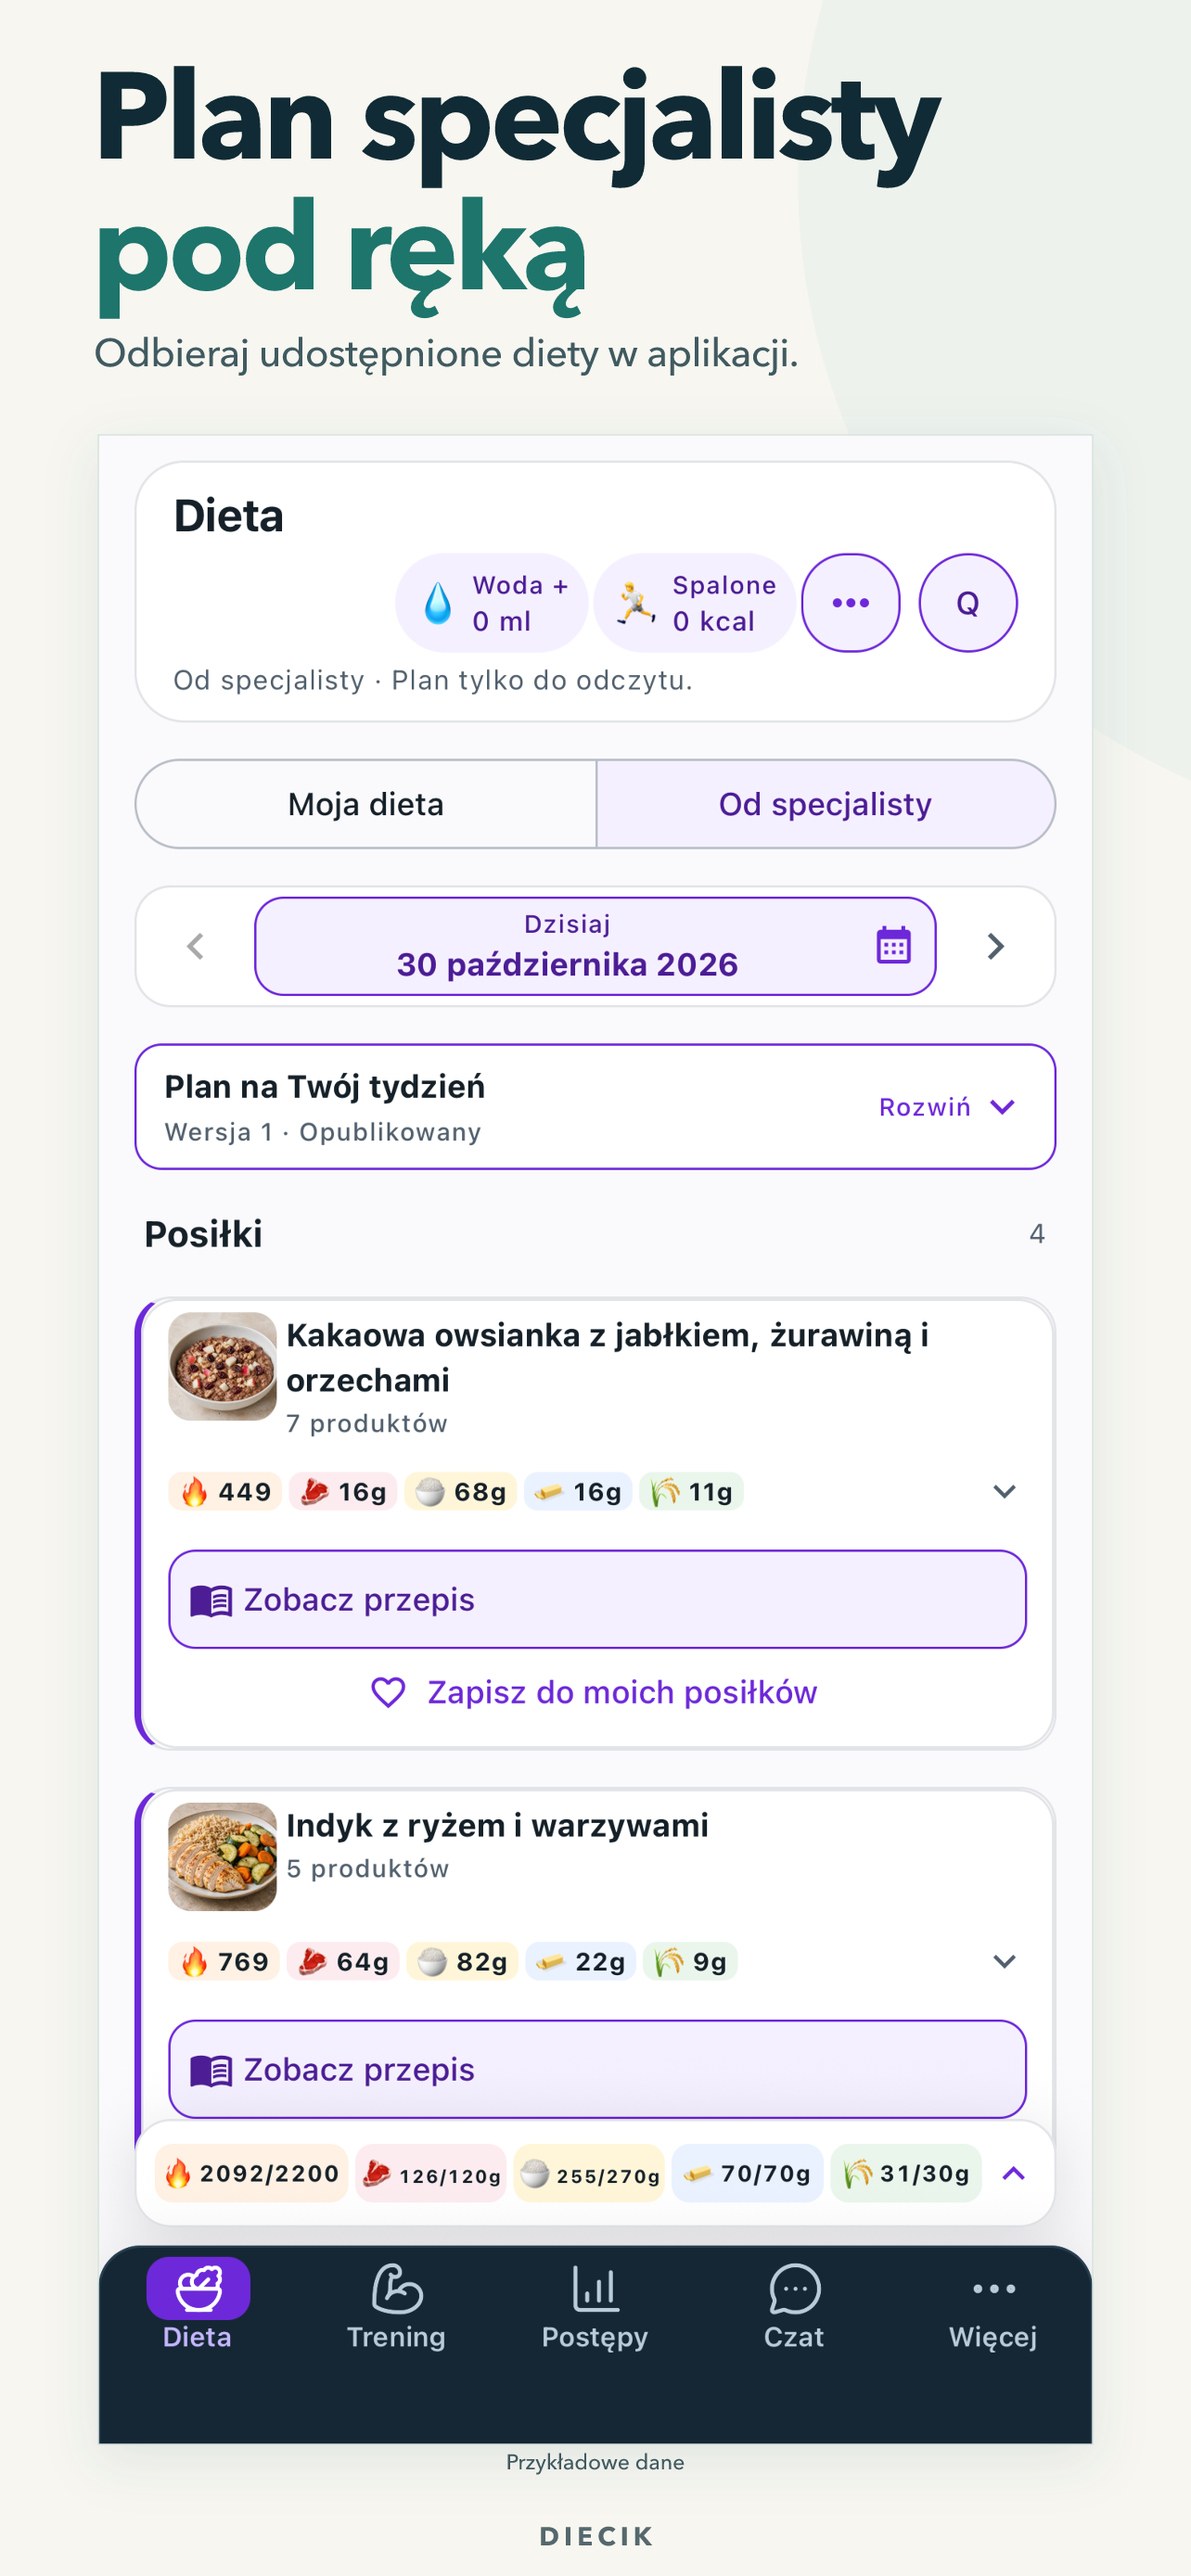 Plan specjalisty
pod ręką
Odbieraj udostępnione diety w aplikacji.
Dieta
Woda +
0 ml
Spalone
0 kcal
Q
Od specjalisty · Plan tylko do odczytu.
Moja dieta
Od specjalisty
Dzisiaj
30 października 2026
Plan na Twój tydzień
Wersja 1 · Opublikowany
Rozwiń
Posiłki
4
Kakaowa owsianka z jabłkiem, żurawiną i
orzechami
7 produktów
449 16g 68g 16g 11g
Zobacz przepis
Zapisz do moich posiłków
Indyk z ryżem i warzywami
5 produktów
769 64g 82g 22g 9g
Zobacz przepis
2092/2200 126/120g 255/270g 70/70g 31/30g
Dieta Trening Postępy Czat Więcej
Przykładowe dane
DIECIK